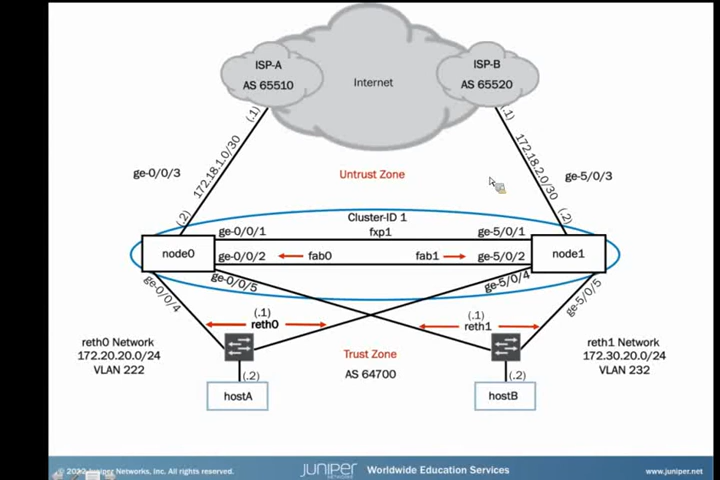 ISP-A
AS 65510
Internet
ISP-B
AS 65520
(.1)
(.1)
172.18.1.0/30
172.18.2.0/30
ge-0/0/3
Untrust Zone
ge-5/0/3
(.2)
(.2)
Cluster-ID 1
fxp1
ge-0/0/1
ge-5/0/1
node0
node1
ge-0/0/2
fab0
fab1
ge-5/0/2
ge-0/0/4
ge-0/0/5
ge-5/0/4
ge-5/0/5
(.1)
reth0
(.1)
reth1
reth0 Network
172.20.20.0/24
VLAN 222
Trust Zone
AS 64700
reth1 Network
172.30.20.0/24
VLAN 232
(.2)
(.2)
hostA
hostB
Juniper Networks, Inc. All rights reserved.
JUNIPER
NETWORKS
Worldwide Education Services
www.juniper.net